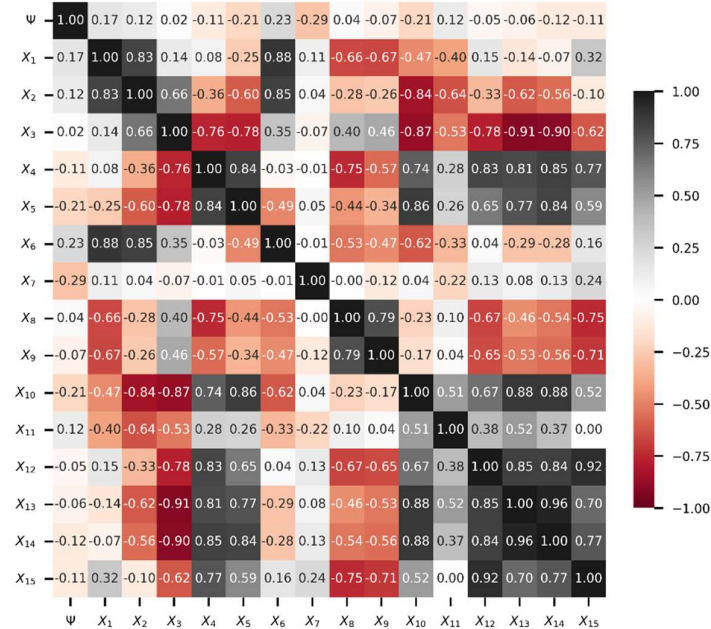 Ψ 1.00 0.17 0.12 0.02 -0.11 -0.21 0.23 -0.29 0.04 -0.07 -0.21 0.12 -0.05 -0.06 -0.12 -0.11
X₁ 0.17 1.00 0.83 0.14 0.08 -0.25 0.88 0.11 -0.66 -0.67 -0.47 -0.40 0.15 -0.14 -0.07 0.32
X₂ 0.12 0.83 1.00 0.66 -0.36 -0.60 0.85 0.04 -0.28 -0.26 -0.84 -0.64 -0.33 -0.62 -0.56 -0.10
1.00
X₃ 0.02 0.14 0.66 1.00 -0.76 -0.78 0.35 -0.07 0.40 0.46 -0.87 -0.53 -0.78 -0.91 -0.90 -0.62
0.75
X₄ -0.11 0.08 -0.36 -0.76 1.00 0.84 -0.03 -0.01 -0.75 -0.57 0.74 0.28 0.83 0.81 0.85 0.77
X₅ -0.21 -0.25 -0.60 -0.78 0.84 1.00 -0.49 0.05 -0.44 -0.34 0.86 0.26 0.65 0.77 0.84 0.59
0.50
X₆ 0.23 0.88 0.85 0.35 -0.03 -0.49 1.00 -0.01 -0.53 -0.47 -0.62 -0.33 0.04 -0.29 -0.28 0.16
0.25
X₇ -0.29 0.11 0.04 -0.07 -0.01 0.05 -0.01 1.00 -0.00 -0.12 0.04 -0.22 0.13 0.08 0.13 0.24
0.00
X₈ 0.04 -0.66 -0.28 0.40 -0.75 -0.44 -0.53 -0.00 1.00 0.79 -0.23 0.10 -0.67 -0.46 -0.54 -0.75
−0.25
X₉ -0.07 -0.67 -0.26 0.46 -0.57 -0.34 -0.47 -0.12 0.79 1.00 -0.17 0.04 -0.65 -0.53 -0.56 -0.71
X₁₀ -0.21 -0.47 -0.84 -0.87 0.74 0.86 -0.62 0.04 -0.23 -0.17 1.00 0.51 0.67 0.88 0.88 0.52
−0.50
X₁₁ 0.12 -0.40 -0.64 -0.53 0.28 0.26 -0.33 -0.22 0.10 0.04 0.51 1.00 0.38 0.52 0.37 0.00
−0.75
X₁₂ -0.05 0.15 -0.33 -0.78 0.83 0.65 0.04 0.13 -0.67 -0.65 0.67 0.38 1.00 0.85 0.84 0.92
X₁₃ -0.06 -0.14 -0.62 -0.91 0.81 0.77 -0.29 0.08 -0.46 -0.53 0.88 0.52 0.85 1.00 0.96 0.70
−1.00
X₁₄ -0.12 -0.07 -0.56 -0.90 0.85 0.84 -0.28 0.13 -0.54 -0.56 0.88 0.37 0.84 0.96 1.00 0.77
X₁₅ -0.11 0.32 -0.10 -0.62 0.77 0.59 0.16 0.24 -0.75 -0.71 0.52 0.00 0.92 0.70 0.77 1.00
Ψ X₁ X₂ X₃ X₄ X₅ X₆ X₇ X₈ X₉ X₁₀ X₁₁ X₁₂ X₁₃ X₁₄ X₁₅